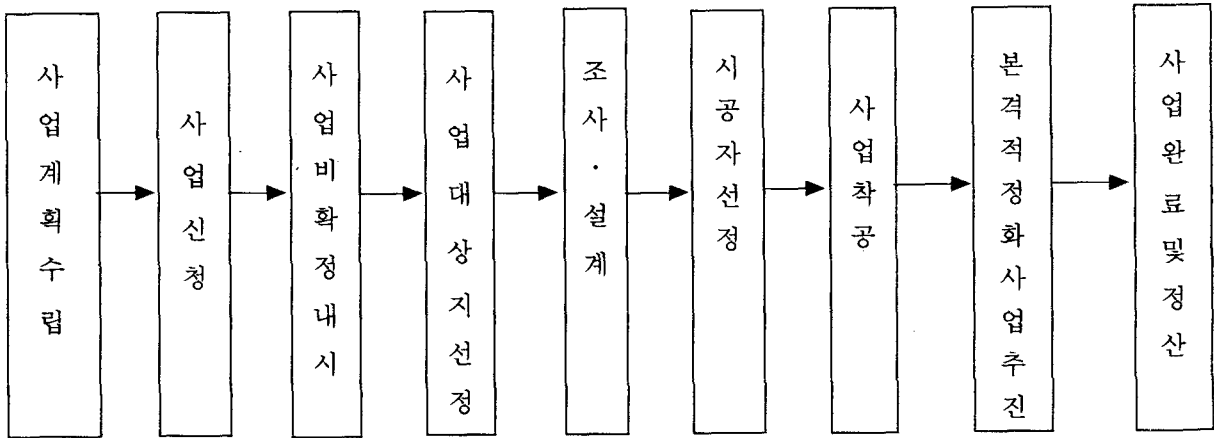 사업계획수립
사업신청
사업비확정내시
사업대상지선정
조사·설계
시공자선정
사업착공
본격적정화사업추진
사업완료및정산